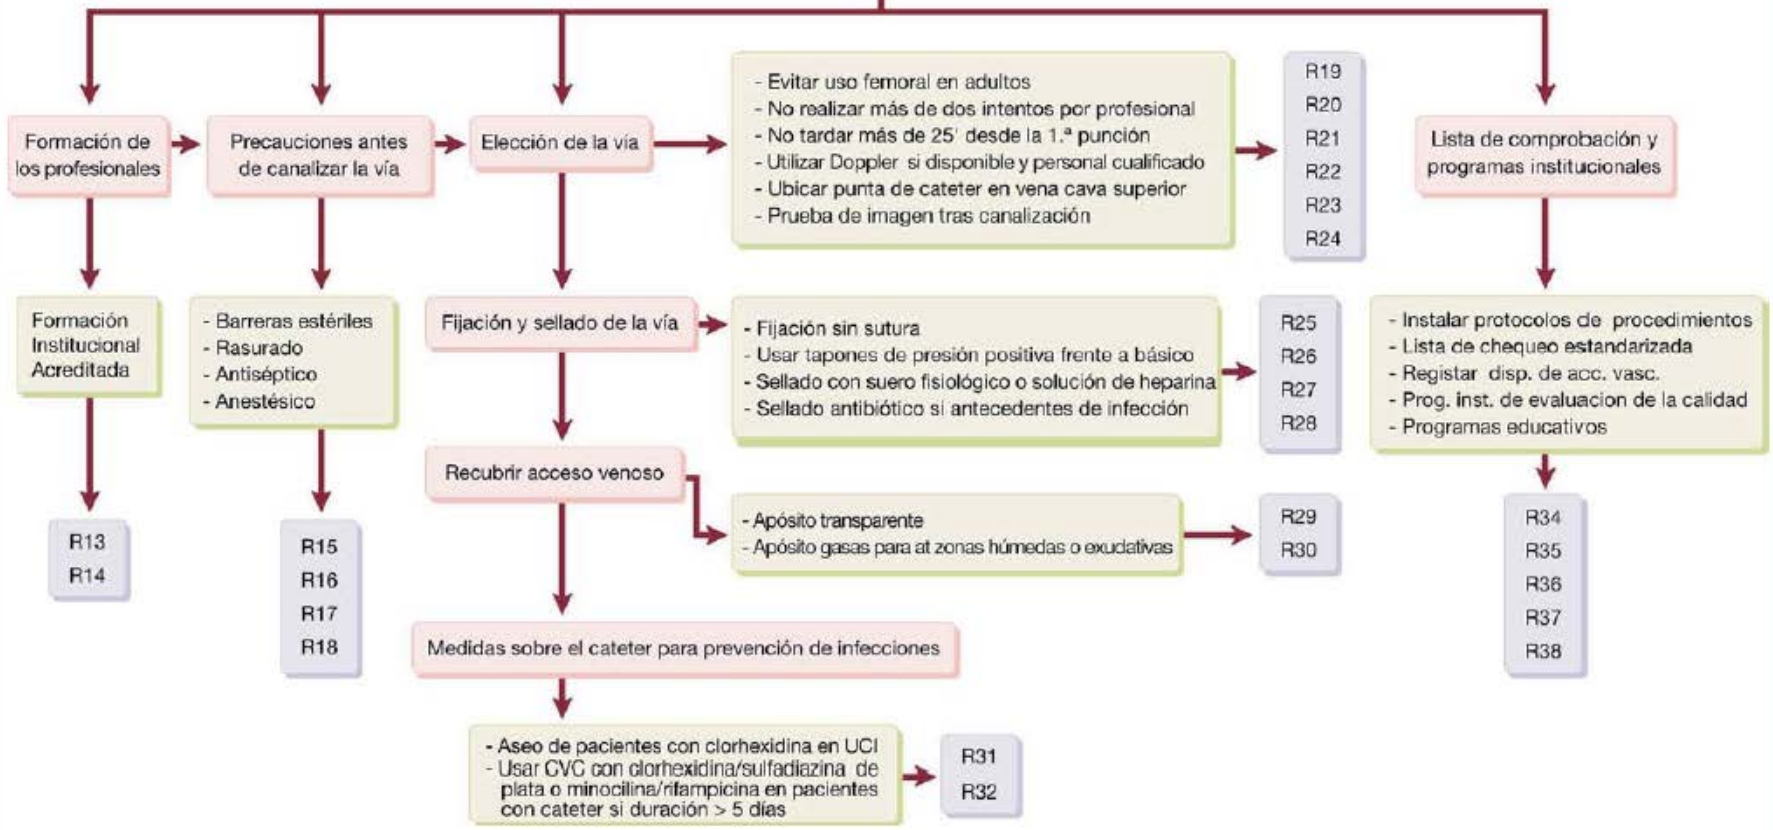 Formación de
los profesionales
Precauciones antes
de canalizar la vía
Elección de la vía
- Evitar uso femoral en adultos
- No realizar más de dos intentos por profesional
- No tardar más de 25' desde la 1.ª punción
- Utilizar Doppler si disponible y personal cualificado
- Ubicar punta de cateter en vena cava superior
- Prueba de imagen tras canalización
R19
R20
R21
R22
R23
R24
Lista de comprobación y
programas institucionales
Formación
Institucional
Acreditada
- Barreras estériles
- Rasurado
- Antiséptico
- Anestésico
Fijación y sellado de la vía
- Fijación sin sutura
- Usar tapones de presión positiva frente a básico
- Sellado con suero fisiológico o solución de heparina
- Sellado antibiótico si antecedentes de infección
R25
R26
R27
R28
- Instalar protocolos de procedimientos
- Lista de chequeo estandarizada
- Registar disp. de acc. vasc.
- Prog. inst. de evaluacion de la calidad
- Programas educativos
Recubrir acceso venoso
- Apósito transparente
- Apósito gasas para at zonas húmedas o exudativas
R29
R30
R13
R14
R15
R16
R17
R18
R34
R35
R36
R37
R38
Medidas sobre el cateter para prevención de infecciones
- Aseo de pacientes con clorhexidina en UCI
- Usar CVC con clorhexidina/sulfadiazina de
plata o minocilina/rifampicina en pacientes
con cateter si duración > 5 días
R31
R32